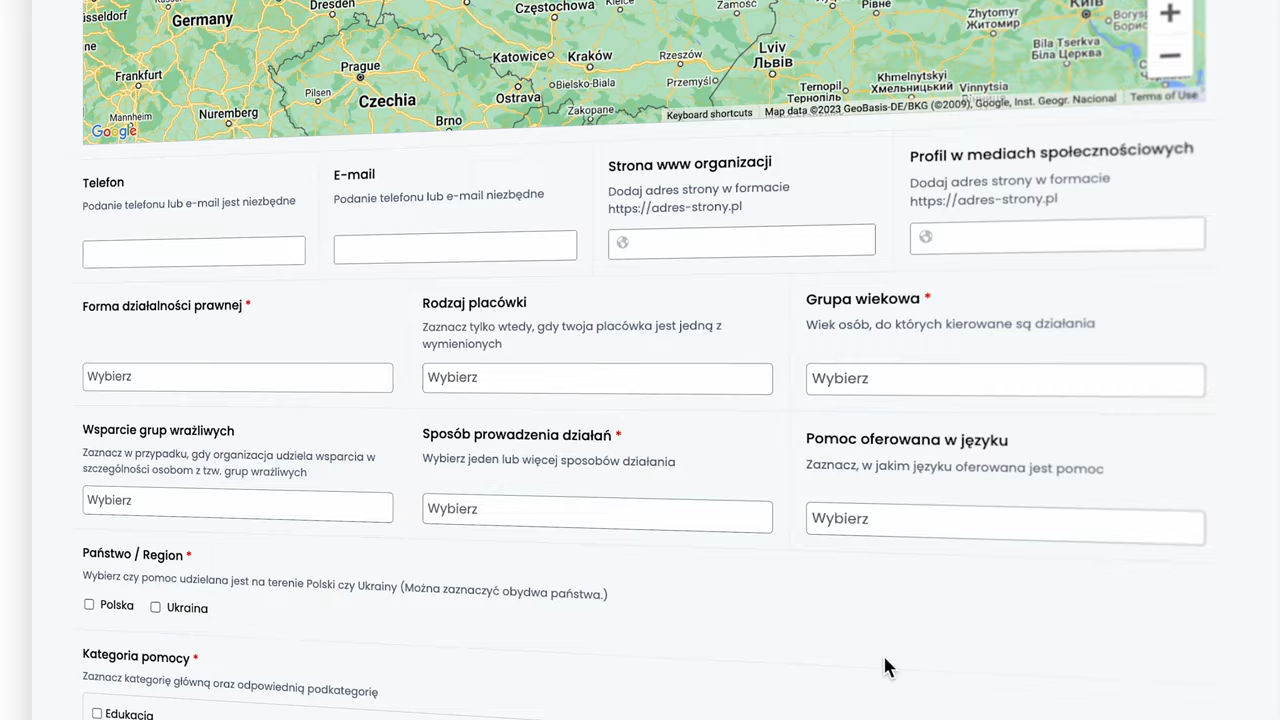 Dresden
Częstochowa
Kielce
Zamość
Рівне
Київ
Germany
Zhytomyr
Житомир
Katowice
Kraków
Rzeszów
Lviv
Львів
Bila Tserkva
Біла Церква
Frankfurt
Prague
Pilsen
Bielsko-Biala
Przemyśl
Ternopil
Тернопіль
Khmelnytskyi
Хмельницький
Vinnytsia
Mannheim
Nuremberg
Czechia
Ostrava
Zakopane
Brno
Google
Keyboard shortcuts
Map data ©2023 GeoBasis-DE/BKG (©2009), Google, Inst. Geogr. Nacional
Terms of Use
Telefon
Podanie telefonu lub e-mail jest niezbędne
E-mail
Podanie telefonu lub e-mail niezbędne
Strona www organizacji
Dodaj adres strony w formacie
https://adres-strony.pl
Profil w mediach społecznościowych
Dodaj adres strony w formacie
https://adres-strony.pl
Forma działalności prawnej *
Wybierz
Rodzaj placówki
Zaznacz tylko wtedy, gdy twoja placówka jest jedną z
wymienionych
Wybierz
Grupa wiekowa *
Wiek osób, do których kierowane są działania
Wybierz
Wsparcie grup wrażliwych
Zaznacz w przypadku, gdy organizacja udziela wsparcia w
szczególności osobom z tzw. grup wrażliwych
Wybierz
Sposób prowadzenia działań *
Wybierz jeden lub więcej sposobów działania
Wybierz
Pomoc oferowana w języku
Zaznacz, w jakim języku oferowana jest pomoc
Wybierz
Państwo / Region *
Wybierz czy pomoc udzielana jest na terenie Polski czy Ukrainy (Można zaznaczyć obydwa państwa.)
Polska
Ukraina
Kategoria pomocy *
Zaznacz kategorię główną oraz odpowiednią podkategorię
Edukacja